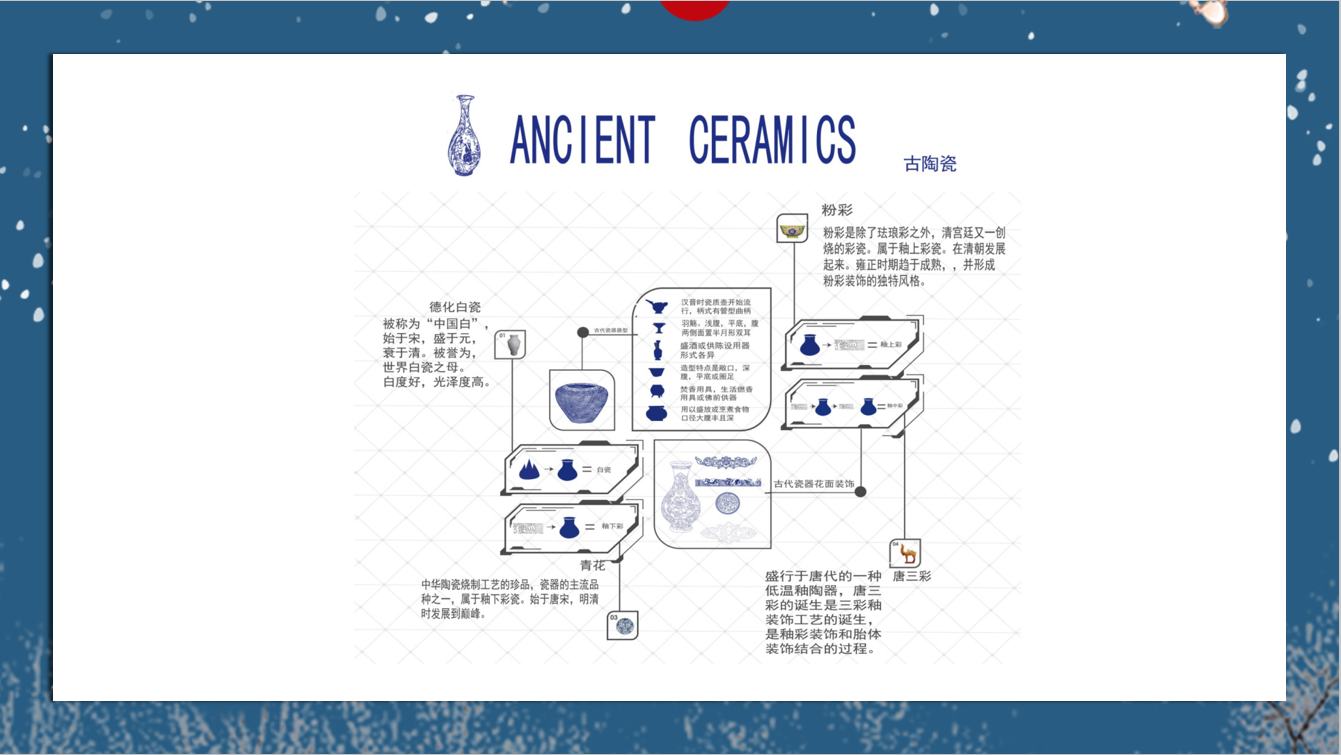 ANCIENT CERAMICS
古陶瓷
粉彩
粉彩是除了珐琅彩之外，清宫廷又一创
烧的彩瓷。属于釉上彩瓷。在清朝发展
起来。雍正时期趋于成熟，，并形成
粉彩装饰的独特风格。
德化白瓷
被称为“中国白”，
始于宋，盛于元，
衰于清。被誉为，
世界白瓷之母。
白度好，光泽度高。
01
古代瓷器器型
汉晋时瓷质壶开始流
行，柄式有管型曲柄
羽觞，浅腹，平底，腹
两侧面置半月形双耳
盛酒或供陈设用器
形式各异
造型特点是敞口，深
腹，平底或圈足
焚香用具，生活燃香
用具或佛前供器
用以盛放或烹煮食物
口径大腹丰且深
釉上彩
釉中彩
白瓷
釉下彩
古代瓷器花面装饰
青花
中华陶瓷烧制工艺的珍品，瓷器的主流品
种之一，属于釉下彩瓷。始于唐宋，明清
时发展到巅峰。
03
04
唐三彩
盛行于唐代的一种
低温釉陶器，唐三
彩的诞生是三彩釉
装饰工艺的诞生，
是釉彩装饰和胎体
装饰结合的过程。